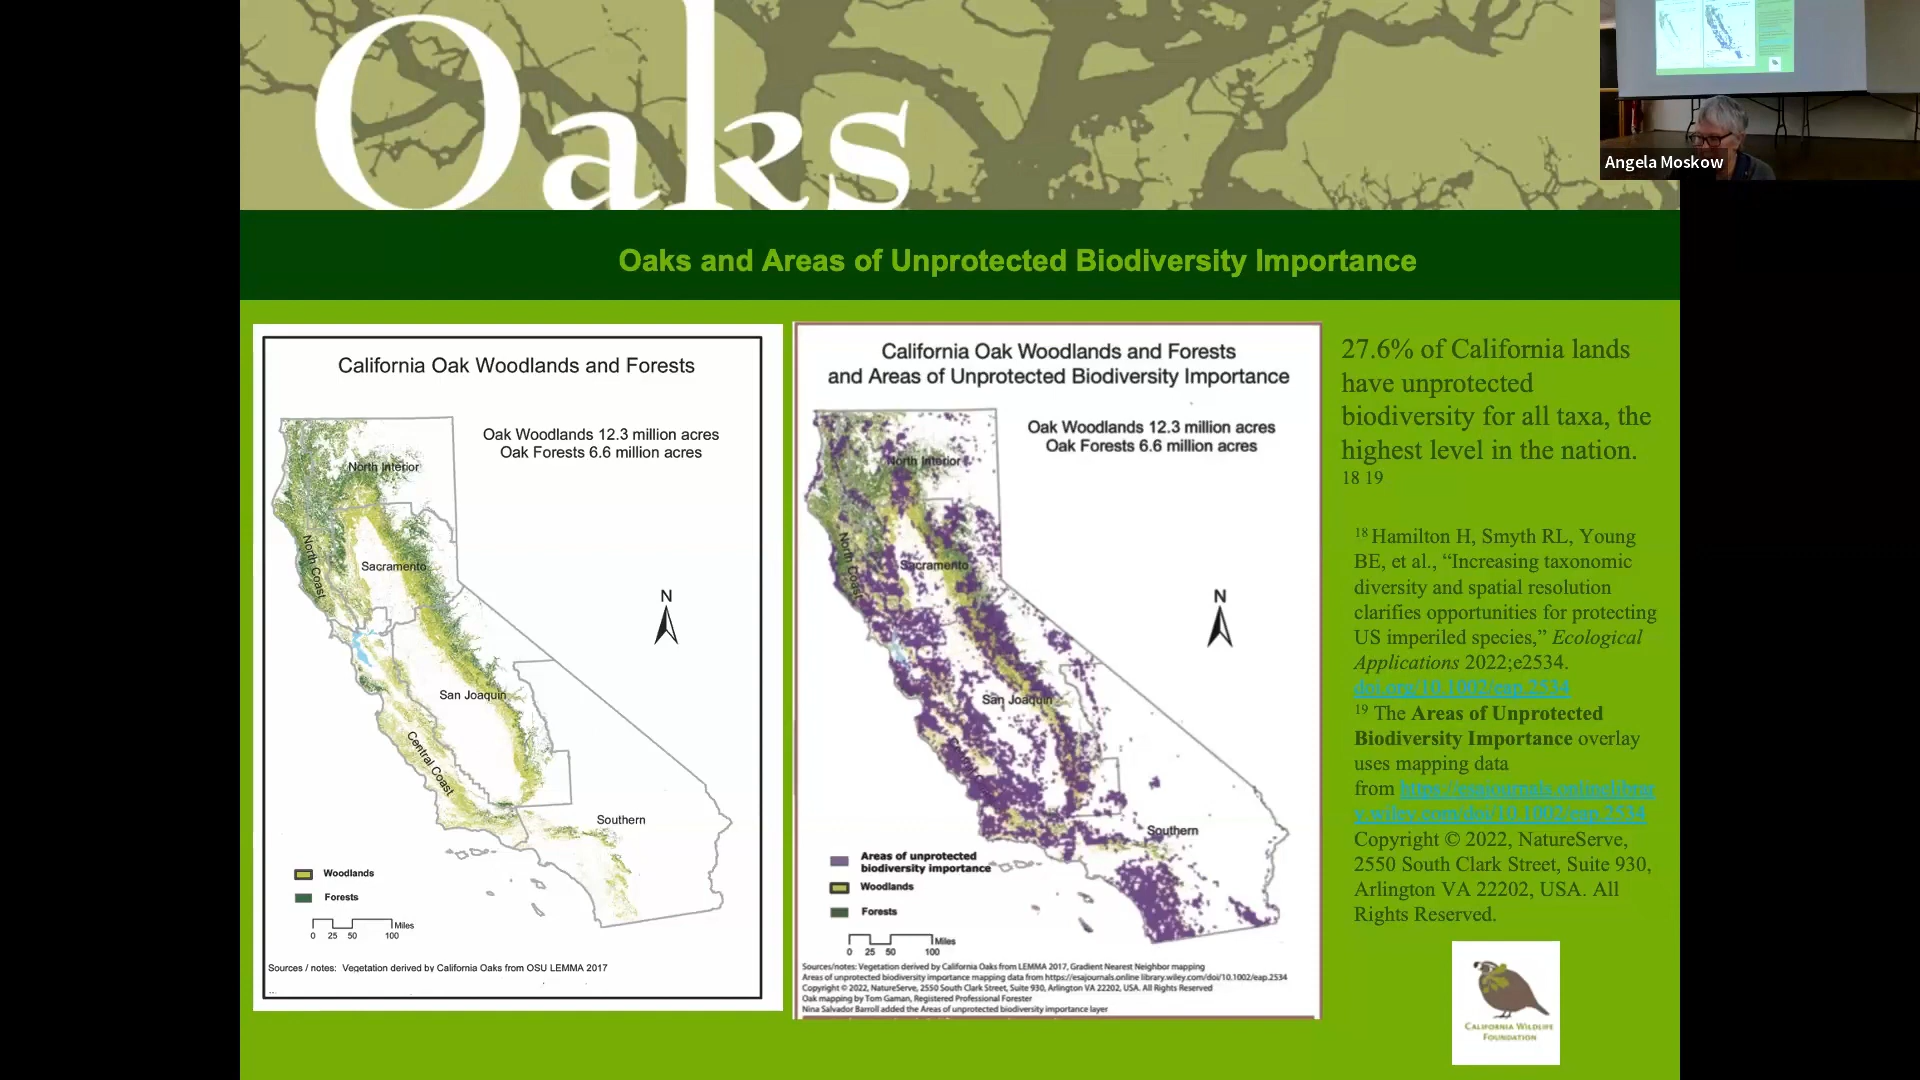 Oaks
Angela Moskow
Oaks and Areas of Unprotected Biodiversity Importance
California Oak Woodlands and Forests
Oak Woodlands 12.3 million acres
Oak Forests 6.6 million acres
North Interior
North Coast
Sacramento
N
San Joaquin
Central Coast
Southern
Woodlands
Forests
Miles
0 25 50 100
Sources / notes: Vegetation derived by California Oaks from OSU LEMMA 2017
...
California Oak Woodlands and Forests
and Areas of Unprotected Biodiversity Importance
Oak Woodlands 12.3 million acres
Oak Forests 6.6 million acres
North Interior
North Coast
Sacramento
N
San Joaquin
Southern
Areas of unprotected
biodiversity importance
Woodlands
Forests
Miles
0 25 50 100
Sources/notes: Vegetation derived by California Oaks from LEMMA 2017, Gradient Nearest Neighbor mapping
Areas of unprotected biodiversity importance mapping data from https://esajournals.online library.wiley.com/doi/10.1002/eap.2534
Copyright © 2022, NatureServe, 2550 South Clark Street, Suite 930, Arlington VA 22202, USA. All Rights Reserved
Oak mapping by Tom Gaman, Registered Professional Forester
Nina Salvador Barroll added the Areas of unprotected biodiversity importance layer
27.6% of California lands
have unprotected
biodiversity for all taxa, the
highest level in the nation.
18 19
18 Hamilton H, Smyth RL, Young
BE, et al., “Increasing taxonomic
diversity and spatial resolution
clarifies opportunities for protecting
US imperiled species,” Ecological
Applications 2022;e2534.
doi.org/10.1002/eap.2534
19 The Areas of Unprotected
Biodiversity Importance overlay
uses mapping data
from https://esajournals.onlinelibrar
y.wiley.com/doi/10.1002/eap.2534
Copyright © 2022, NatureServe,
2550 South Clark Street, Suite 930,
Arlington VA 22202, USA. All
Rights Reserved.
CALIFORNIA WILDLIFE
FOUNDATION